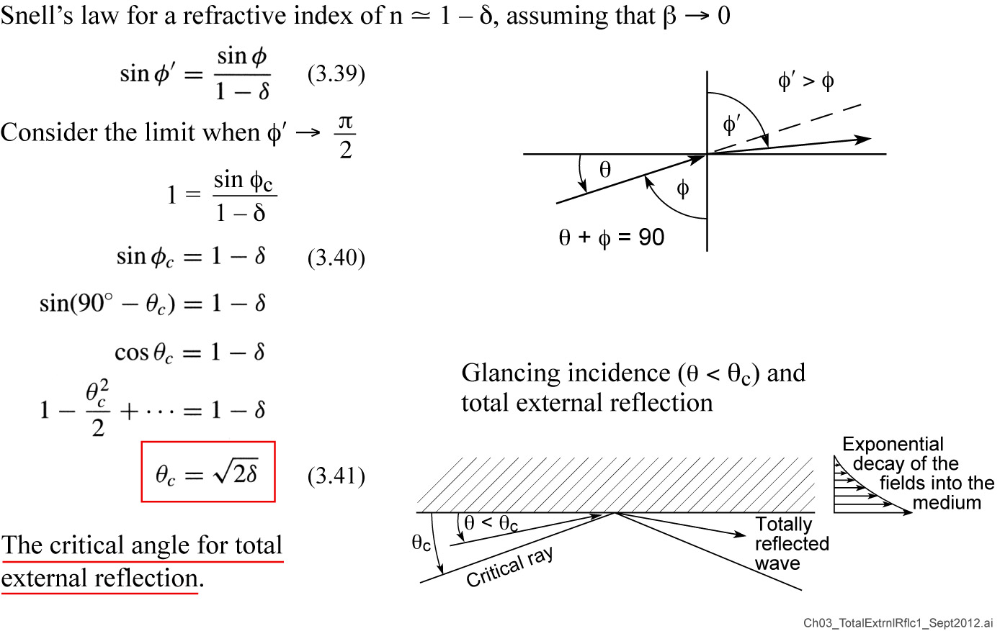 Snell’s law for a refractive index of n ≃ 1 – δ, assuming that β → 0
sin ϕ′ = sin ϕ / (1 − δ) (3.39)
Consider the limit when ϕ′ → π/2
1 = sin ϕc / (1 – δ)
sin ϕc = 1 − δ (3.40)
sin(90° − θc) = 1 − δ
cos θc = 1 − δ
1 − θc²/2 + ··· = 1 − δ
θc = √2δ (3.41)
The critical angle for total
external reflection.
ϕ′ > ϕ
ϕ′
θ
ϕ
θ + ϕ = 90
Glancing incidence (θ < θc) and
total external reflection
Exponential
decay of the
fields into the
medium
θ < θc
θc
Critical ray
Totally
reflected
wave
Ch03_TotalExtrnlRflc1_Sept2012.ai